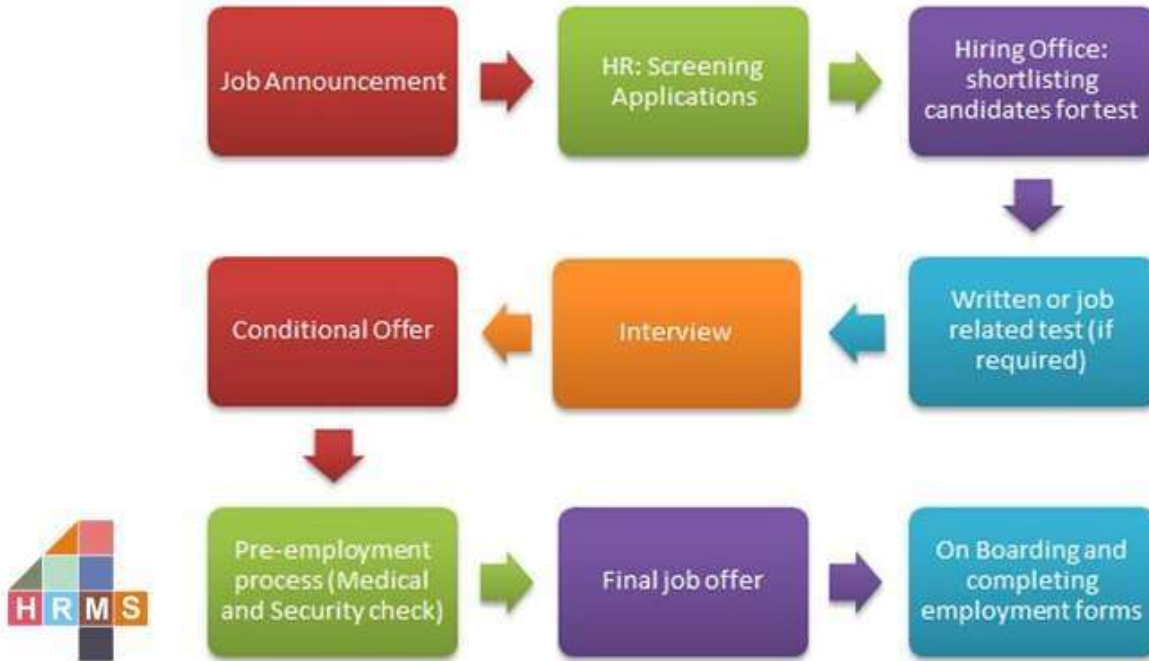 Job Announcement
HR: Screening
Applications
Hiring Office:
shortlisting
candidates for test
Written or job
related test (if
required)
Interview
Conditional Offer
Pre-employment
process (Medical
and Security check)
Final job offer
On Boarding and
completing
employment forms
HRMS